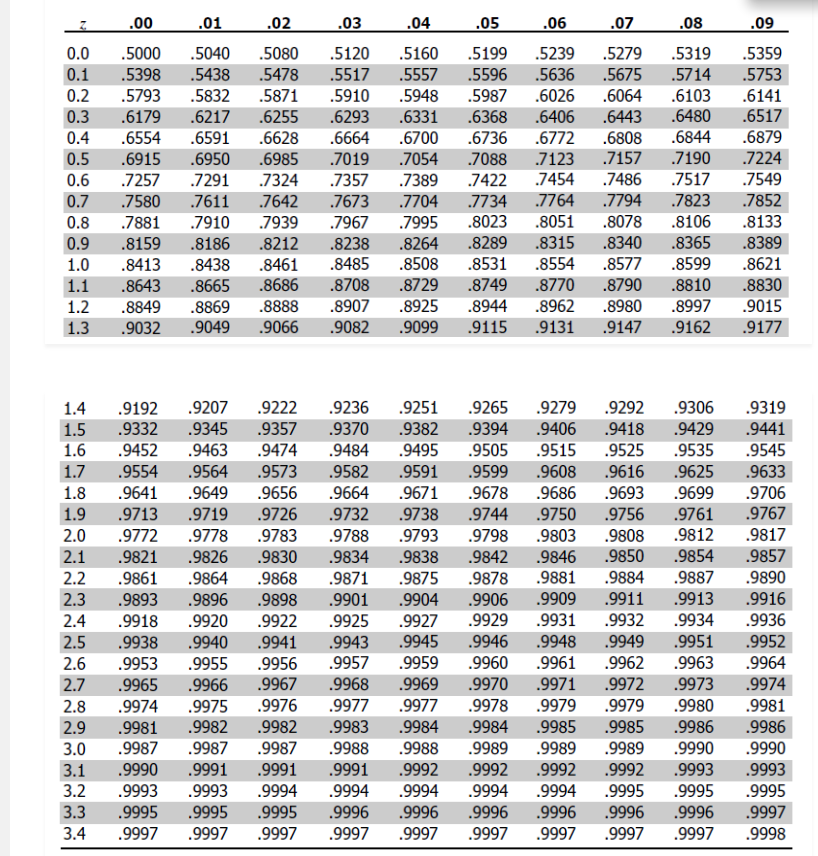 z .00 .01 .02 .03 .04 .05 .06 .07 .08 .09
0.0 .5000 .5040 .5080 .5120 .5160 .5199 .5239 .5279 .5319 .5359
0.1 .5398 .5438 .5478 .5517 .5557 .5596 .5636 .5675 .5714 .5753
0.2 .5793 .5832 .5871 .5910 .5948 .5987 .6026 .6064 .6103 .6141
0.3 .6179 .6217 .6255 .6293 .6331 .6368 .6406 .6443 .6480 .6517
0.4 .6554 .6591 .6628 .6664 .6700 .6736 .6772 .6808 .6844 .6879
0.5 .6915 .6950 .6985 .7019 .7054 .7088 .7123 .7157 .7190 .7224
0.6 .7257 .7291 .7324 .7357 .7389 .7422 .7454 .7486 .7517 .7549
0.7 .7580 .7611 .7642 .7673 .7704 .7734 .7764 .7794 .7823 .7852
0.8 .7881 .7910 .7939 .7967 .7995 .8023 .8051 .8078 .8106 .8133
0.9 .8159 .8186 .8212 .8238 .8264 .8289 .8315 .8340 .8365 .8389
1.0 .8413 .8438 .8461 .8485 .8508 .8531 .8554 .8577 .8599 .8621
1.1 .8643 .8665 .8686 .8708 .8729 .8749 .8770 .8790 .8810 .8830
1.2 .8849 .8869 .8888 .8907 .8925 .8944 .8962 .8980 .8997 .9015
1.3 .9032 .9049 .9066 .9082 .9099 .9115 .9131 .9147 .9162 .9177
1.4 .9192 .9207 .9222 .9236 .9251 .9265 .9279 .9292 .9306 .9319
1.5 .9332 .9345 .9357 .9370 .9382 .9394 .9406 .9418 .9429 .9441
1.6 .9452 .9463 .9474 .9484 .9495 .9505 .9515 .9525 .9535 .9545
1.7 .9554 .9564 .9573 .9582 .9591 .9599 .9608 .9616 .9625 .9633
1.8 .9641 .9649 .9656 .9664 .9671 .9678 .9686 .9693 .9699 .9706
1.9 .9713 .9719 .9726 .9732 .9738 .9744 .9750 .9756 .9761 .9767
2.0 .9772 .9778 .9783 .9788 .9793 .9798 .9803 .9808 .9812 .9817
2.1 .9821 .9826 .9830 .9834 .9838 .9842 .9846 .9850 .9854 .9857
2.2 .9861 .9864 .9868 .9871 .9875 .9878 .9881 .9884 .9887 .9890
2.3 .9893 .9896 .9898 .9901 .9904 .9906 .9909 .9911 .9913 .9916
2.4 .9918 .9920 .9922 .9925 .9927 .9929 .9931 .9932 .9934 .9936
2.5 .9938 .9940 .9941 .9943 .9945 .9946 .9948 .9949 .9951 .9952
2.6 .9953 .9955 .9956 .9957 .9959 .9960 .9961 .9962 .9963 .9964
2.7 .9965 .9966 .9967 .9968 .9969 .9970 .9971 .9972 .9973 .9974
2.8 .9974 .9975 .9976 .9977 .9977 .9978 .9979 .9979 .9980 .9981
2.9 .9981 .9982 .9982 .9983 .9984 .9984 .9985 .9985 .9986 .9986
3.0 .9987 .9987 .9987 .9988 .9988 .9989 .9989 .9989 .9990 .9990
3.1 .9990 .9991 .9991 .9991 .9992 .9992 .9992 .9992 .9993 .9993
3.2 .9993 .9993 .9994 .9994 .9994 .9994 .9994 .9995 .9995 .9995
3.3 .9995 .9995 .9995 .9996 .9996 .9996 .9996 .9996 .9996 .9997
3.4 .9997 .9997 .9997 .9997 .9997 .9997 .9997 .9997 .9997 .9998